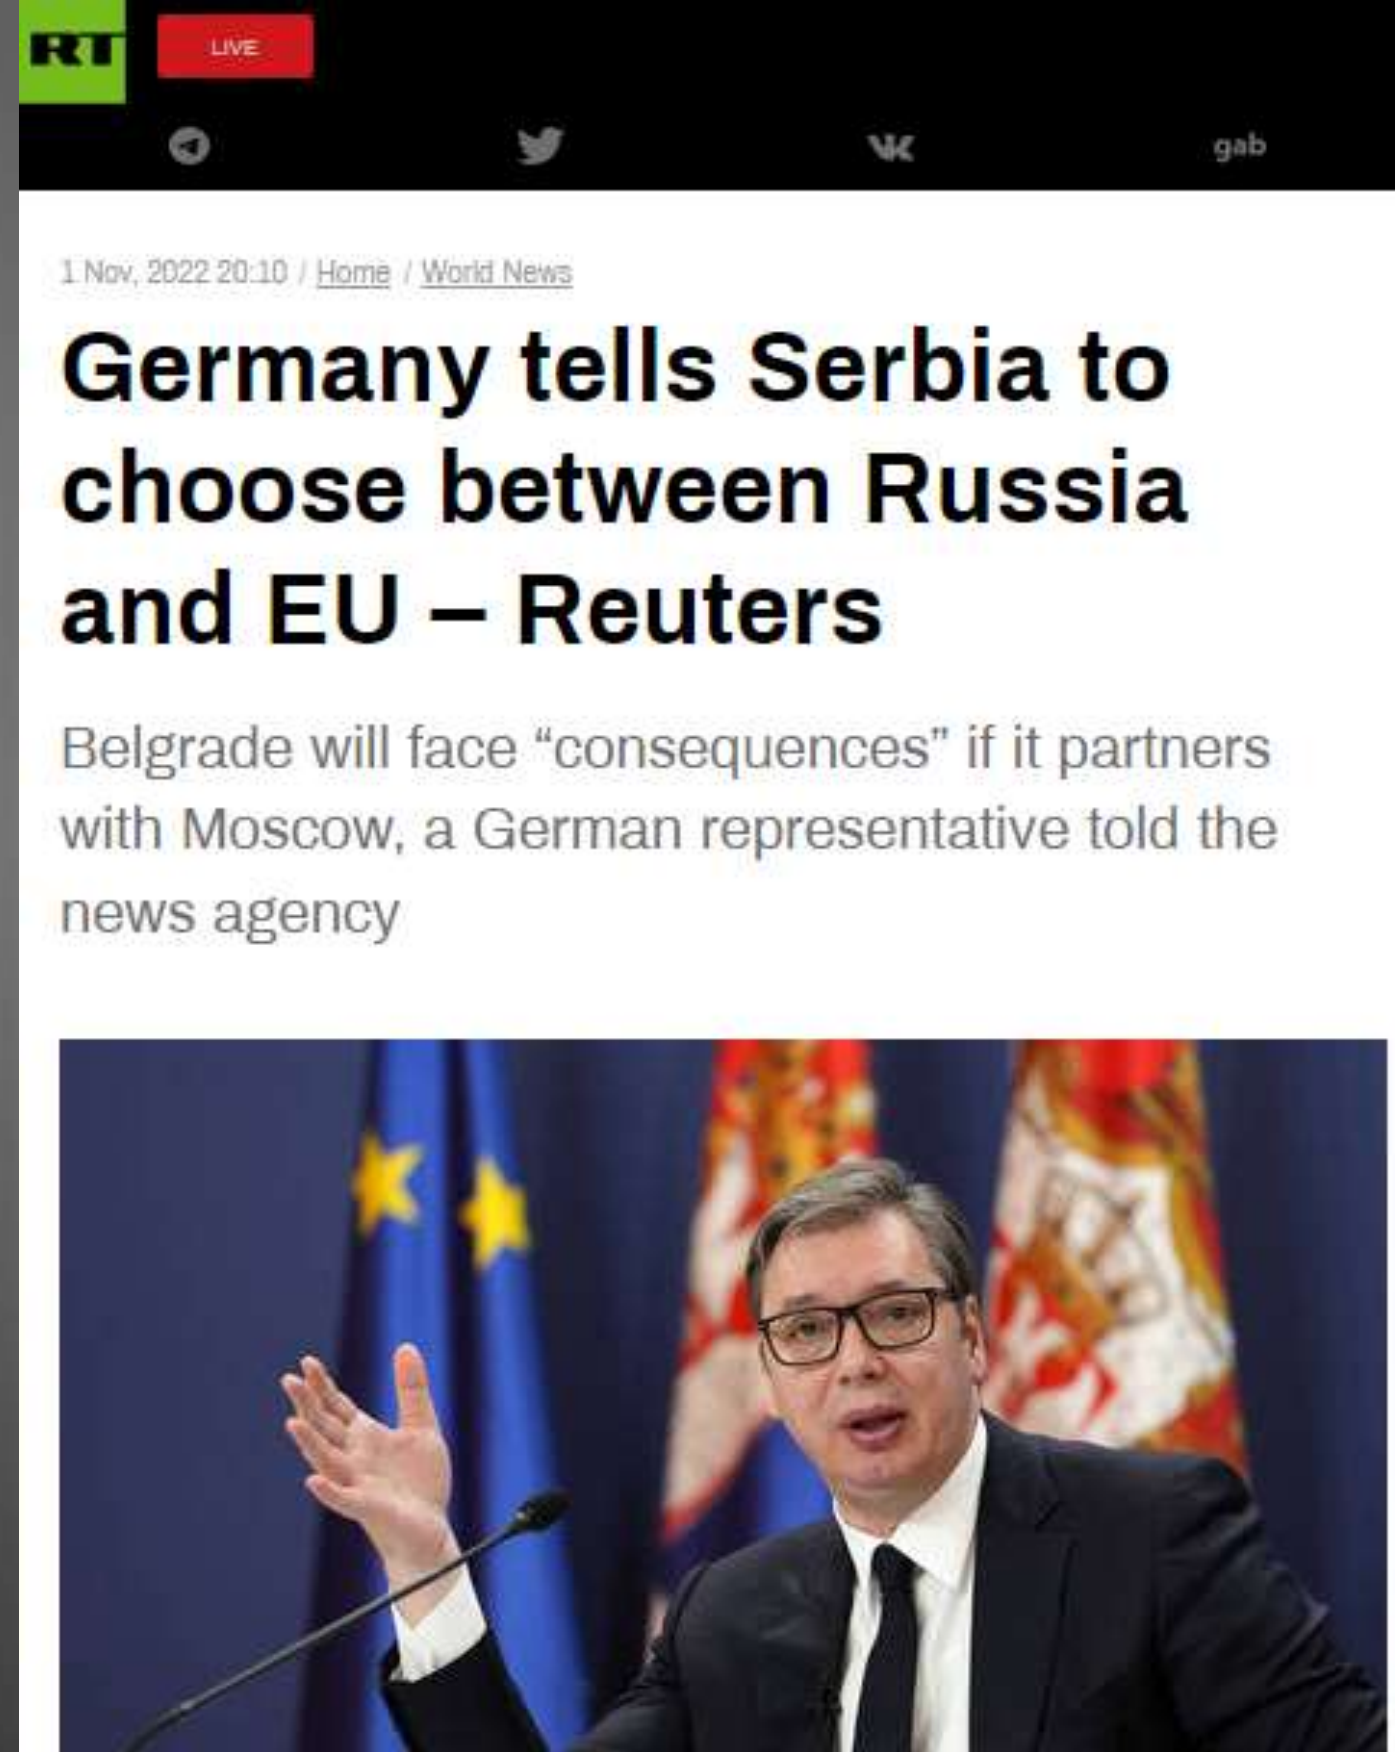 RT
LIVE
gab
1 Nov, 2022 20:10 / Home / World News
Germany tells Serbia to
choose between Russia
and EU – Reuters
Belgrade will face “consequences” if it partners
with Moscow, a German representative told the
news agency